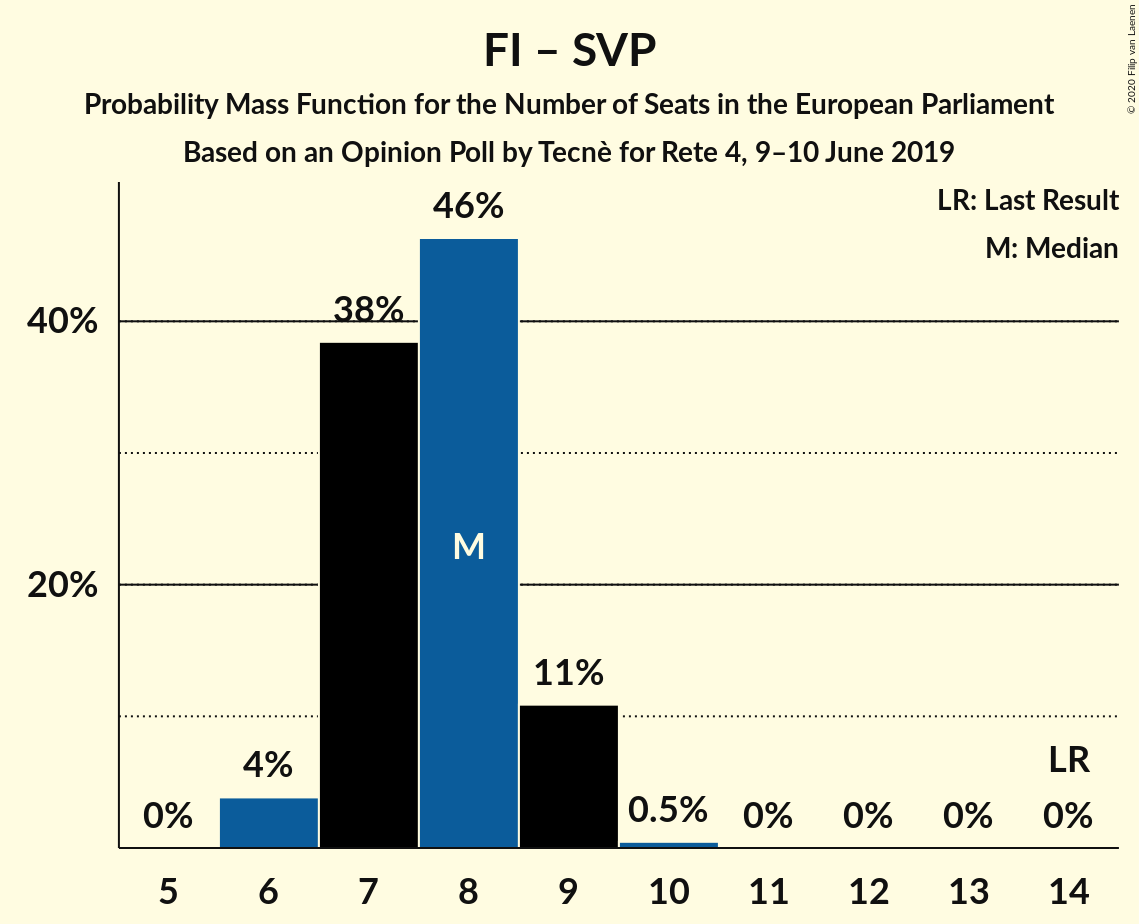 FI – SVP
Probability Mass Function for the Number of Seats in the European Parliament
Based on an Opinion Poll by Tecnè for Rete 4, 9–10 June 2019
© 2020 Filip van Laenen
LR: Last Result
M: Median
40%
20%
0%
4%
38%
46%
M
11%
0.5%
0%
0%
0%
LR
0%
5 6 7 8 9 10 11 12 13 14